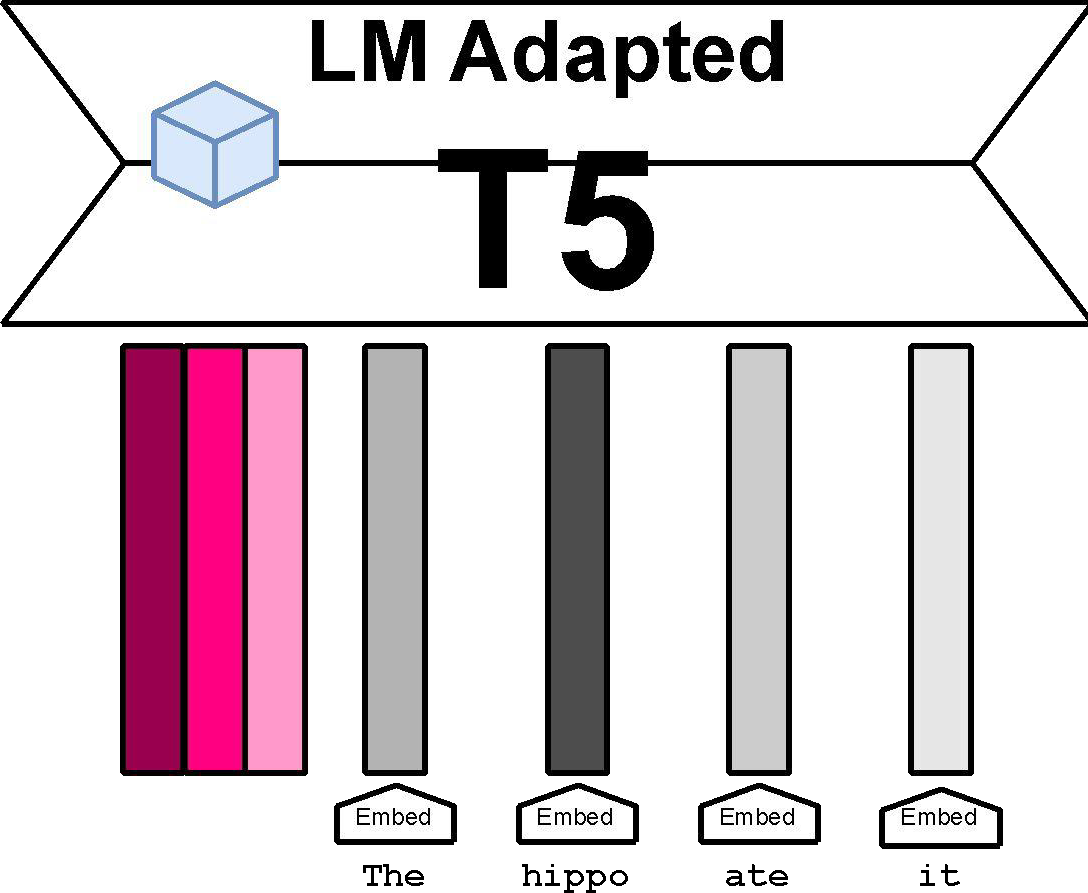 LM Adapted
T5
Embed Embed Embed Embed
The hippo ate it